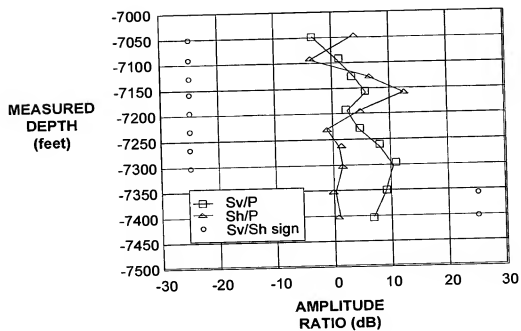 -7000
-7050
-7100
-7150
MEASURED
DEPTH
(feet)
-7200
-7250
-7300
-7350
-7400
-7450
-7500
Sv/P
Sh/P
Sv/Sh sign
-30
-20
-10
0
10
20
30
AMPLITUDE
RATIO (dB)